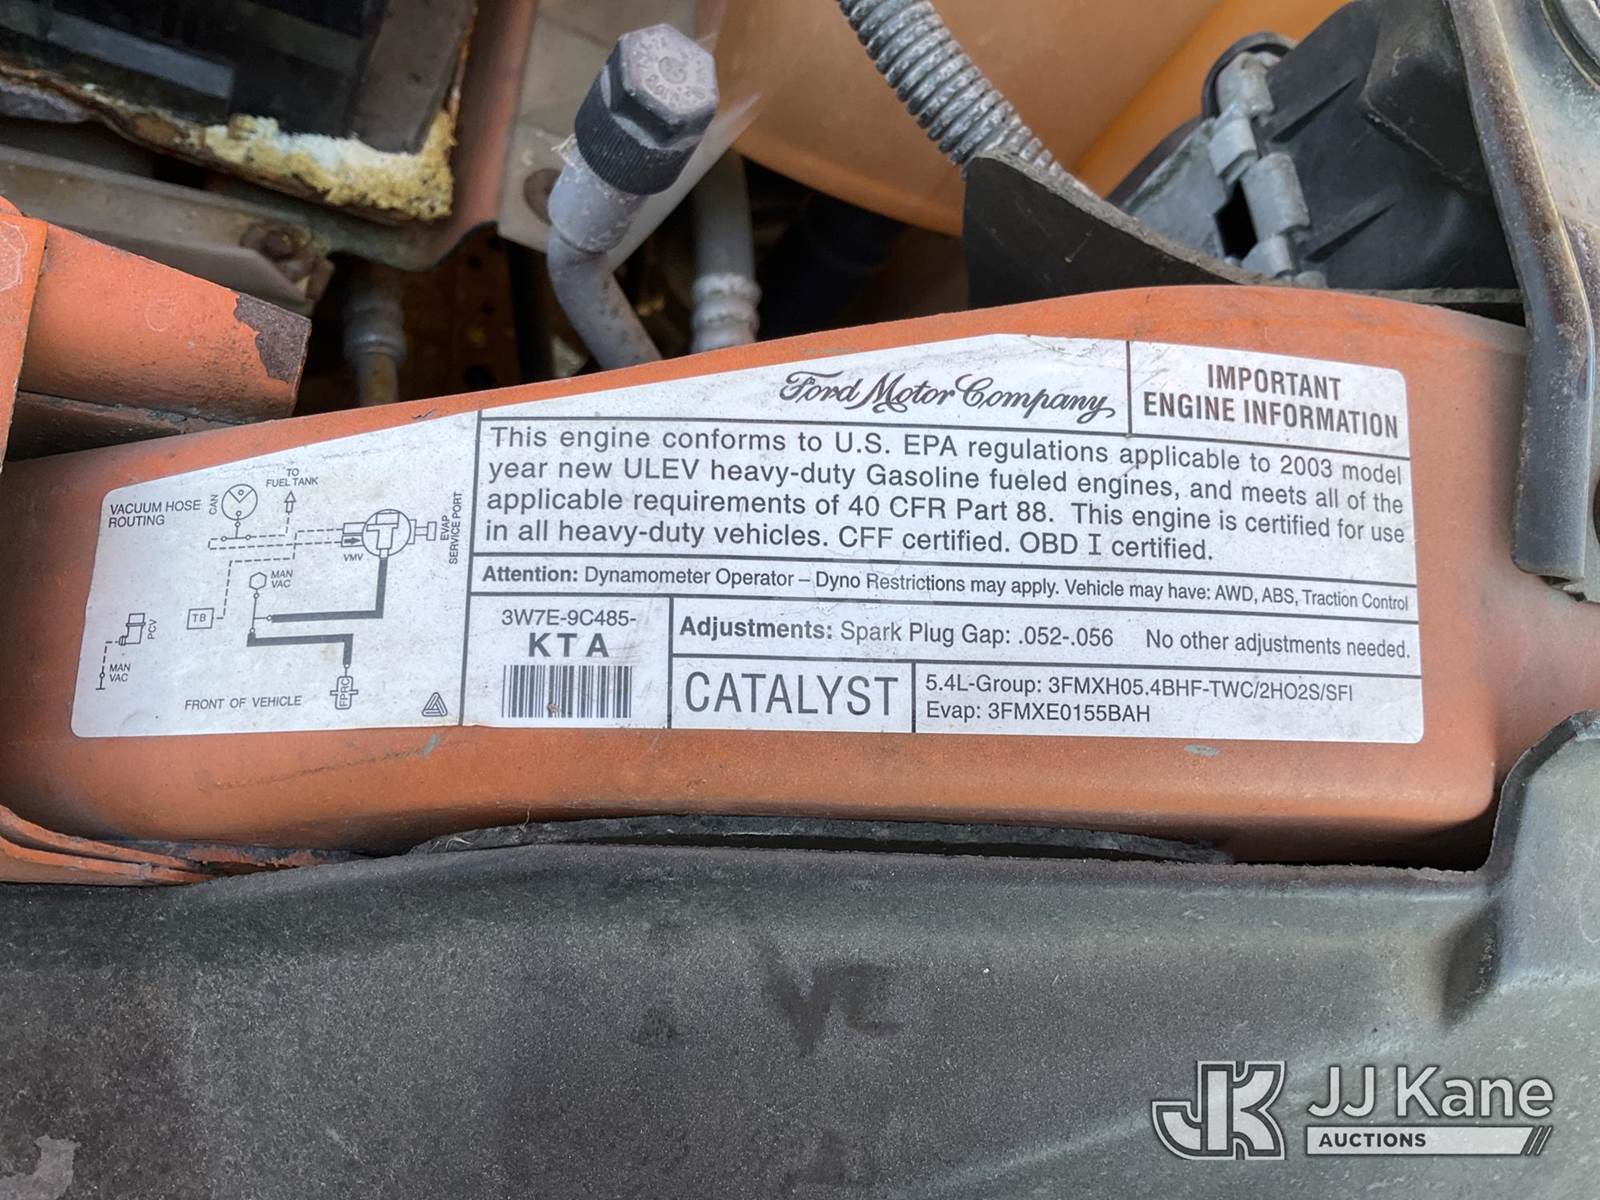 Ford Motor Company
IMPORTANT
ENGINE INFORMATION
This engine conforms to U.S. EPA regulations applicable to 2003 model
year new ULEV heavy-duty Gasoline fueled engines, and meets all of the
applicable requirements of 40 CFR Part 88. This engine is certified for use
in all heavy-duty vehicles. CFF certified. OBD I certified.
Attention: Dynamometer Operator – Dyno Restrictions may apply. Vehicle may have: AWD, ABS, Traction Control
3W7E-9C485-
KTA
Adjustments: Spark Plug Gap: .052-.056 No other adjustments needed.
CATALYST
5.4L-Group: 3FMXH05.4BHF-TWC/2HO2S/SFI
Evap: 3FMXE0155BAH
VACUUM HOSE
ROUTING
CAN
TO
FUEL TANK
VMV
EVAP
SERVICE PORT
MAN
VAC
TB
PCV
MAN
VAC
FPRC
FRONT OF VEHICLE
JK
JJ Kane
AUCTIONS